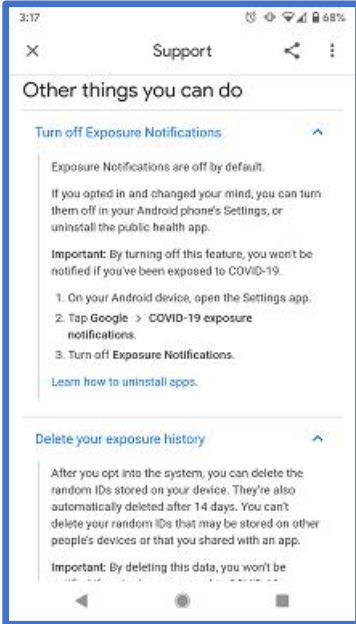 3:17
68%
Support
Other things you can do
Turn off Exposure Notifications
Exposure Notifications are off by default.
If you opted in and changed your mind, you can turn
them off in your Android phone's Settings, or
uninstall the public health app.
Important: By turning off this feature, you won't be
notified if you've been exposed to COVID-19.
1. On your Android device, open the Settings app.
2. Tap Google > COVID-19 exposure
notifications.
3. Turn off Exposure Notifications.
Learn how to uninstall apps.
Delete your exposure history
After you opt into the system, you can delete the
random IDs stored on your device. They're also
automatically deleted after 14 days. You can't
delete your random IDs that may be stored on other
people's devices or that you shared with an app.
Important: By deleting this data, you won't be